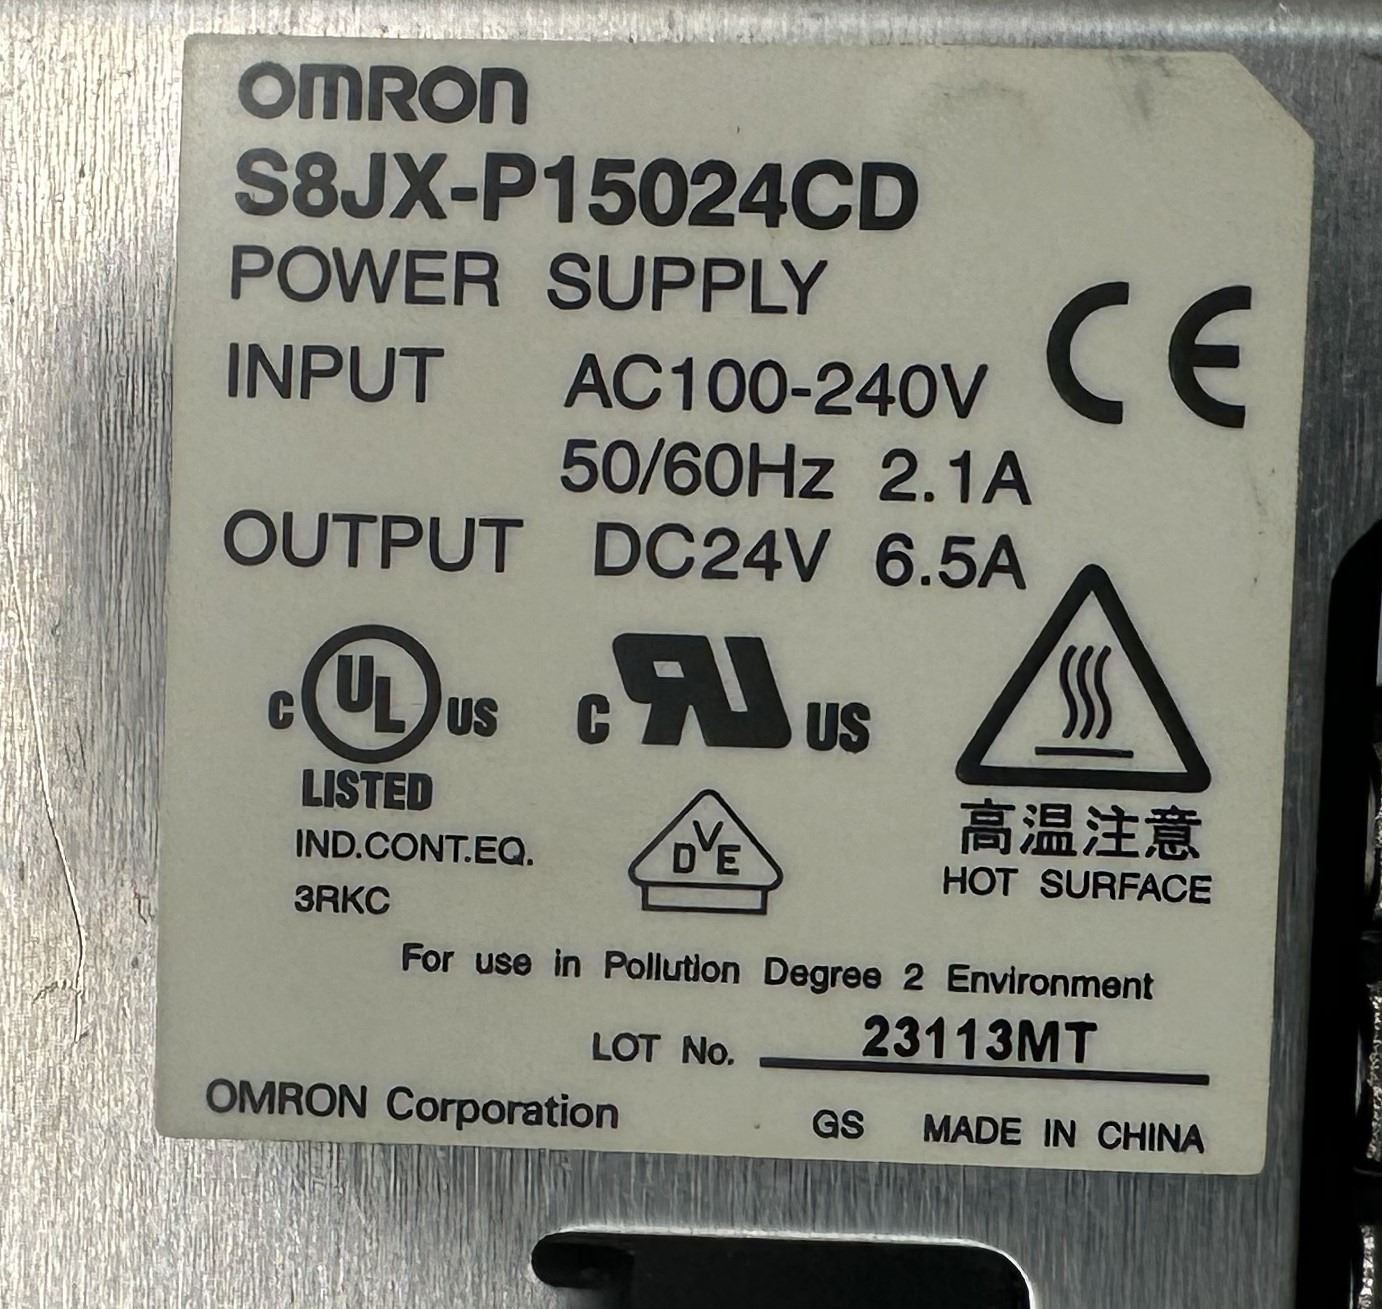 OMRON
S8JX-P15024CD
POWER SUPPLY
CE
INPUT AC100-240V
50/60Hz 2.1A
OUTPUT DC24V 6.5A
C UL US
LISTED
IND.CONT.EQ.
3RKC
C RU US
DVE
高温注意
HOT SURFACE
For use in Pollution Degree 2 Environment
LOT No. 23113MT
OMRON Corporation GS MADE IN CHINA